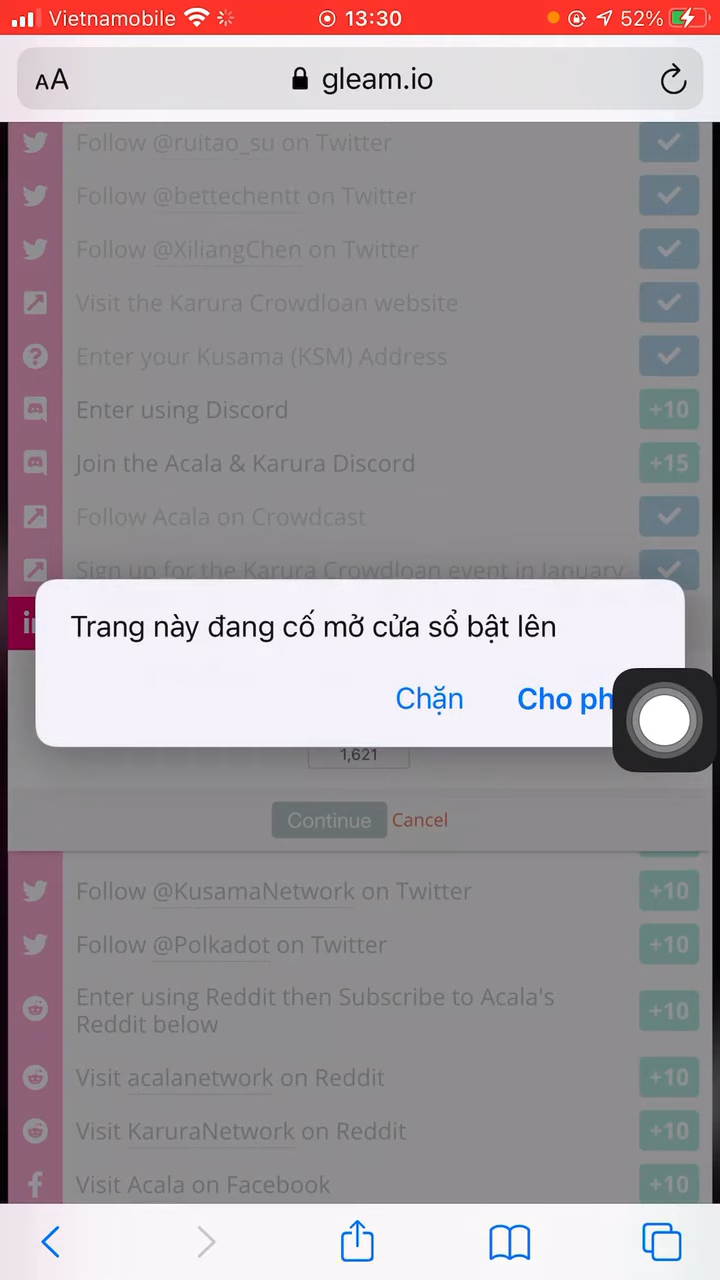 Vietnamobile
13:30
52%
AA
gleam.io
Follow @ruitao_su on Twitter
Follow @bettechentt on Twitter
Follow @XiliangChen on Twitter
Visit the Karura Crowdloan website
Enter your Kusama (KSM) Address
Enter using Discord
+10
Join the Acala & Karura Discord
+15
Follow Acala on Crowdcast
Sign up for the Karura Crowdloan event in January
Trang này đang cố mở cửa sổ bật lên
Chặn
Cho ph
1,621
Continue
Cancel
Follow @KusamaNetwork on Twitter
+10
Follow @Polkadot on Twitter
+10
Enter using Reddit then Subscribe to Acala's
Reddit below
+10
Visit acalanetwork on Reddit
+10
Visit KaruraNetwork on Reddit
+10
Visit Acala on Facebook
+10